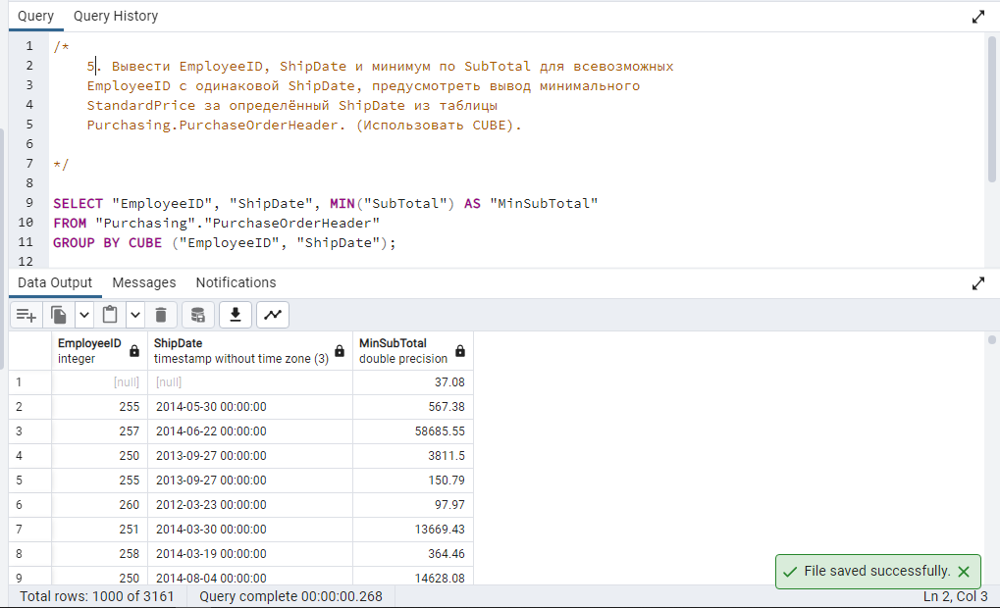 Query Query History
1 /*
2 5. Вывести EmployeeID, ShipDate и минимум по SubTotal для всевозможных
3 EmployeeID с одинаковой ShipDate, предусмотреть вывод минимального
4 StandardPrice за определённый ShipDate из таблицы
5 Purchasing.PurchaseOrderHeader. (Использовать CUBE).
6
7 */
8
9 SELECT "EmployeeID", "ShipDate", MIN("SubTotal") AS "MinSubTotal"
10 FROM "Purchasing"."PurchaseOrderHeader"
11 GROUP BY CUBE ("EmployeeID", "ShipDate");
12
Data Output Messages Notifications
EmployeeID ShipDate MinSubTotal
integer timestamp without time zone (3) double precision
1 [null] [null] 37.08
2 255 2014-05-30 00:00:00 567.38
3 257 2014-06-22 00:00:00 58685.55
4 250 2013-09-27 00:00:00 3811.5
5 255 2013-09-27 00:00:00 150.79
6 260 2012-03-23 00:00:00 97.97
7 251 2014-03-30 00:00:00 13669.43
8 258 2014-03-19 00:00:00 364.46
9 250 2014-08-04 00:00:00 14628.08
File saved successfully.
Total rows: 1000 of 3161 Query complete 00:00:00.268 Ln 2, Col 3